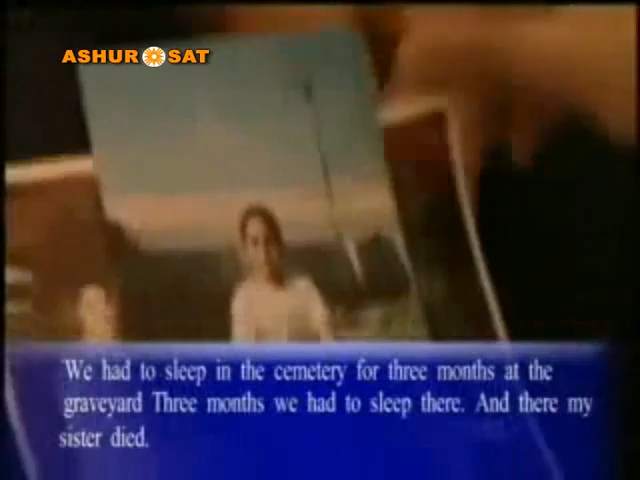 ASHUR SAT
We had to sleep in the cemetery for three months at the
graveyard Three months we had to sleep there. And there my
sister died.